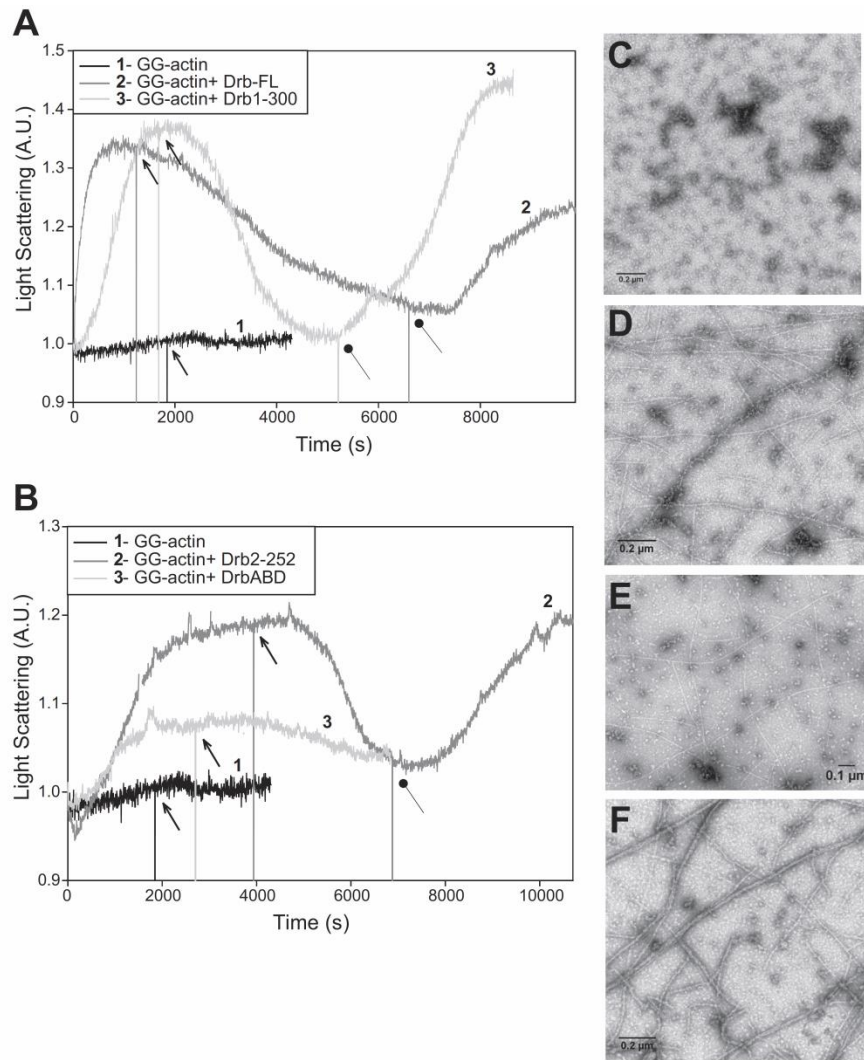 A
1.5
1- GG-actin
2- GG-actin+ Drb-FL
3- GG-actin+ Drb1-300
3
1.4
1.3
2
1.2
1.1
1
1.0
0.9
0 2000 4000 6000 8000
Light Scattering (A.U.)
Time (s)
B
1.3
1- GG-actin
2- GG-actin+ Drb2-252
3- GG-actin+ DrbABD
2
1.2
1.1
3
1
1.0
0.9
0 2000 4000 6000 8000 10000
Light Scattering (A.U.)
Time (s)
C
0.2 µm
D
0.2 µm
E
0.1 µm
F
0.2 µm